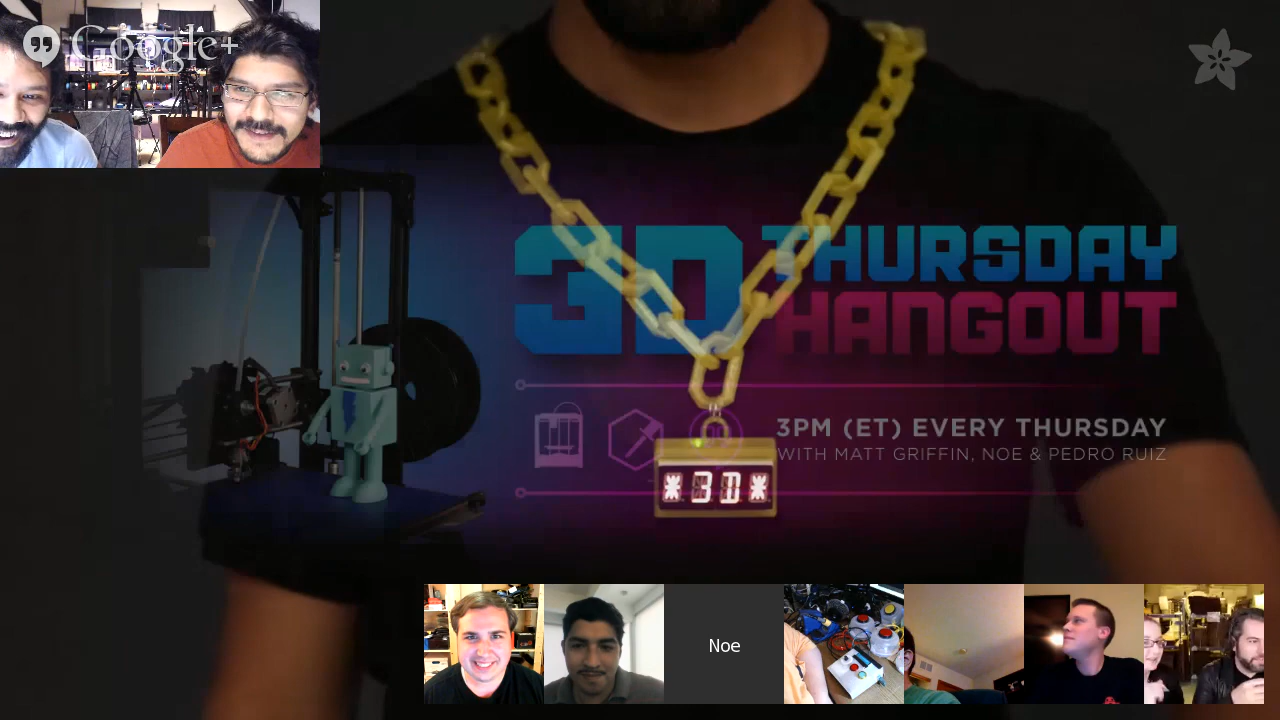 Google+
3D THURSDAY
HANGOUT
3PM (ET) EVERY THURSDAY
WITH MATT GRIFFIN, NOE & PEDRO RUIZ
*3D*
Noe